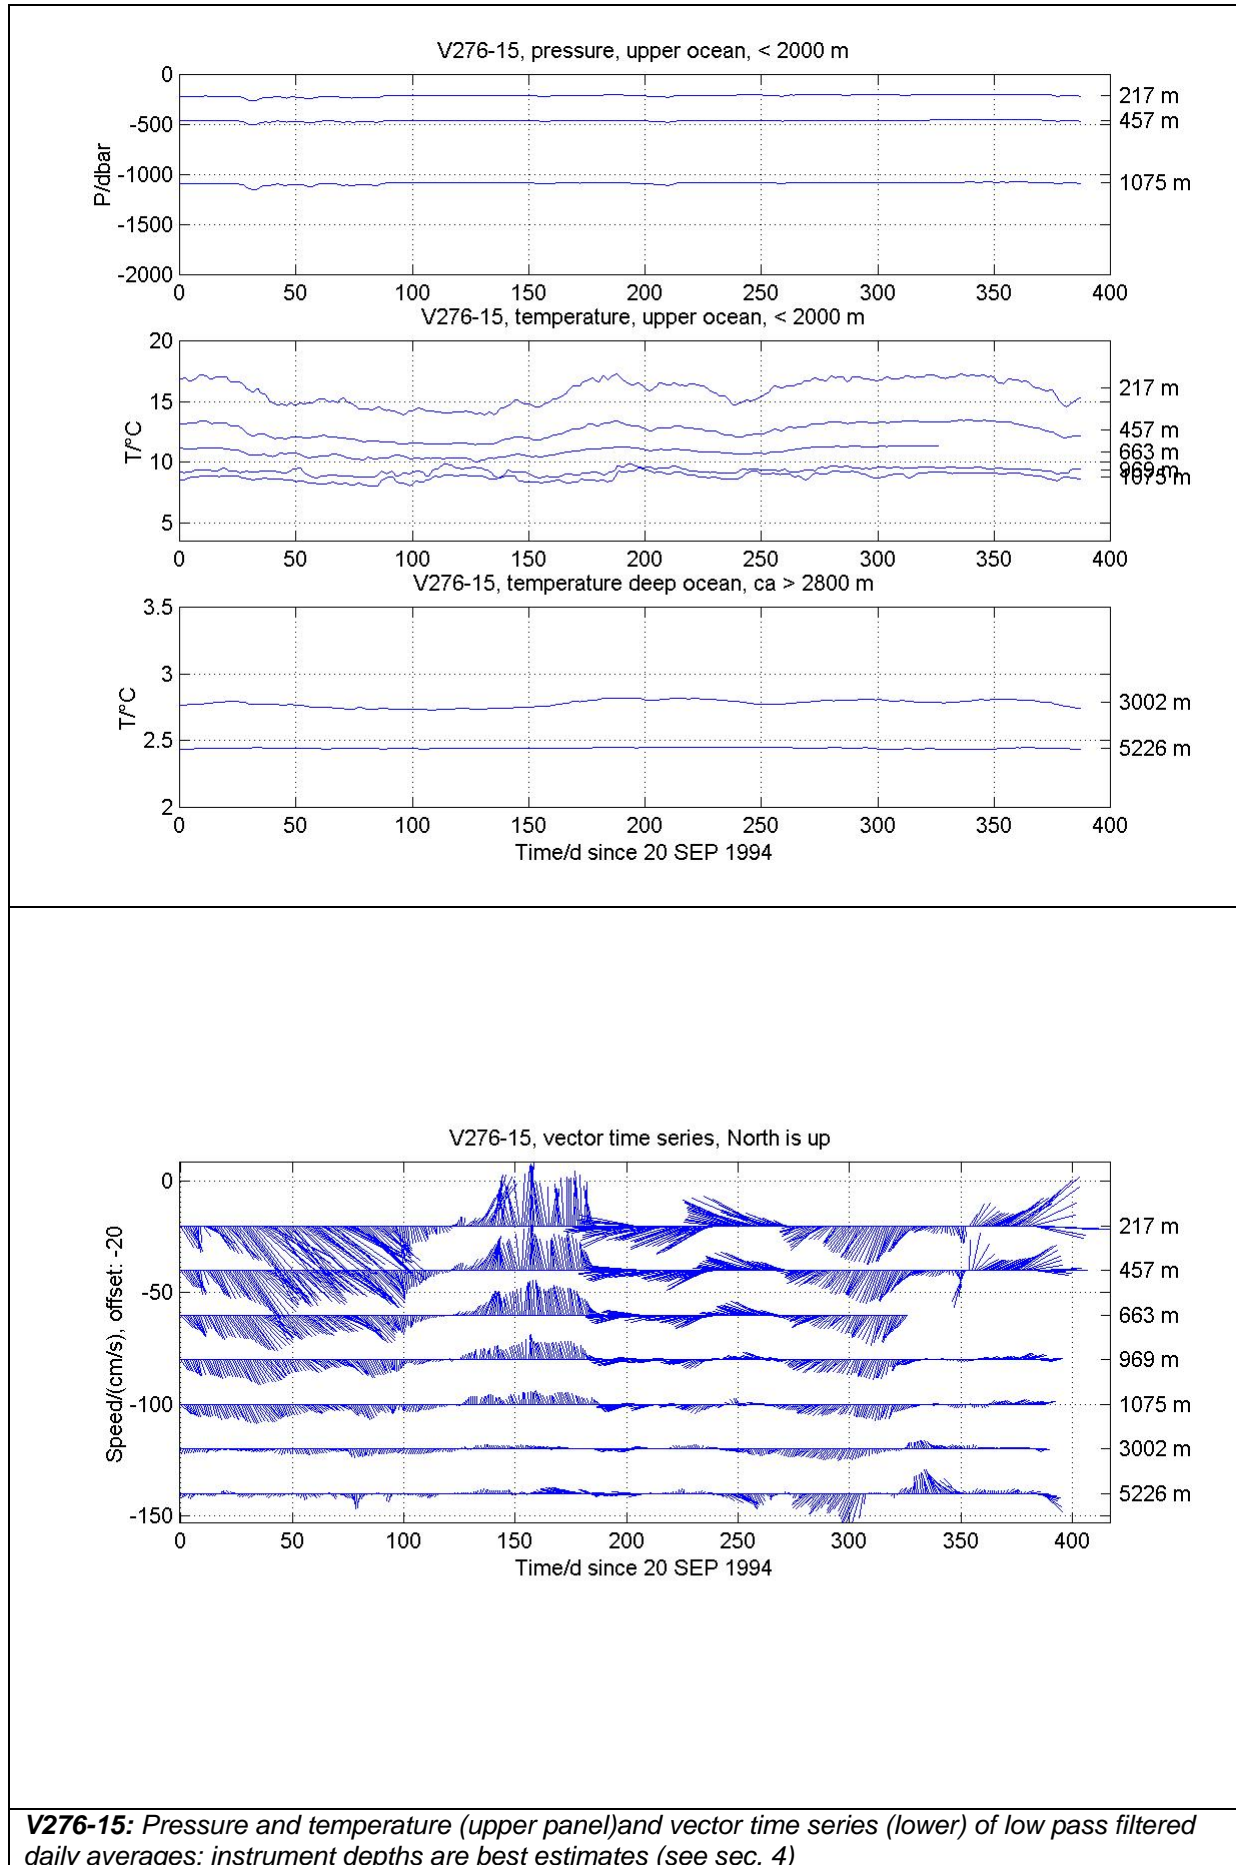 V276-15, pressure, upper ocean, < 2000 m
0
-500
-1000
-1500
-2000
P/dbar
217 m
457 m
1075 m
0 50 100 150 200 250 300 350 400
V276-15, temperature, upper ocean, < 2000 m
20
15
10
5
T/°C
217 m
457 m
663 m
969 m
1075 m
0 50 100 150 200 250 300 350 400
V276-15, temperature deep ocean, ca > 2800 m
3.5
3
2.5
2
T/°C
3002 m
5226 m
0 50 100 150 200 250 300 350 400
Time/d since 20 SEP 1994
V276-15, vector time series, North is up
0
-50
-100
-150
Speed/(cm/s), offset: -20
217 m
457 m
663 m
969 m
1075 m
3002 m
5226 m
0 50 100 150 200 250 300 350 400
Time/d since 20 SEP 1994
V276-15: Pressure and temperature (upper panel)and vector time series (lower) of low pass filtered
daily averages; instrument depths are best estimates (see sec. 4)